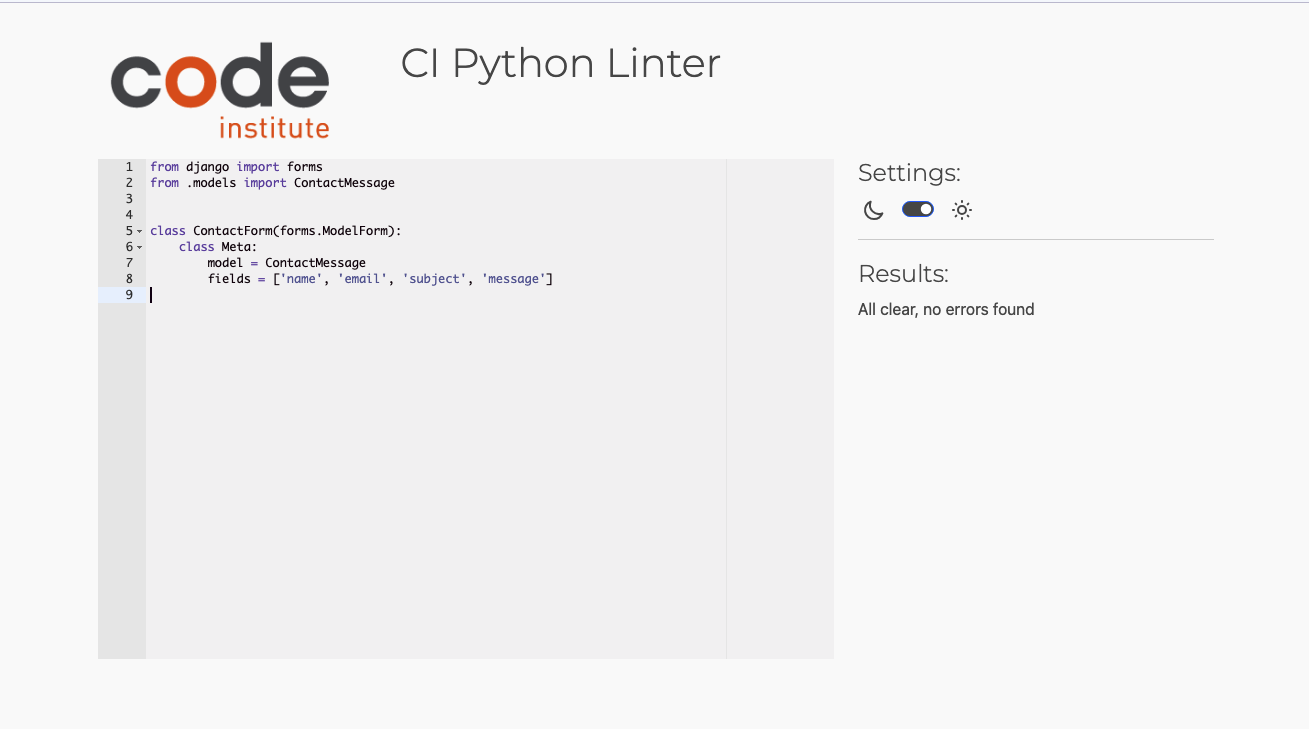 code
institute
CI Python Linter
1 from django import forms
2 from .models import ContactMessage
3
4
5 class ContactForm(forms.ModelForm):
6     class Meta:
7         model = ContactMessage
8         fields = ['name', 'email', 'subject', 'message']
9
Settings:
Results:
All clear, no errors found